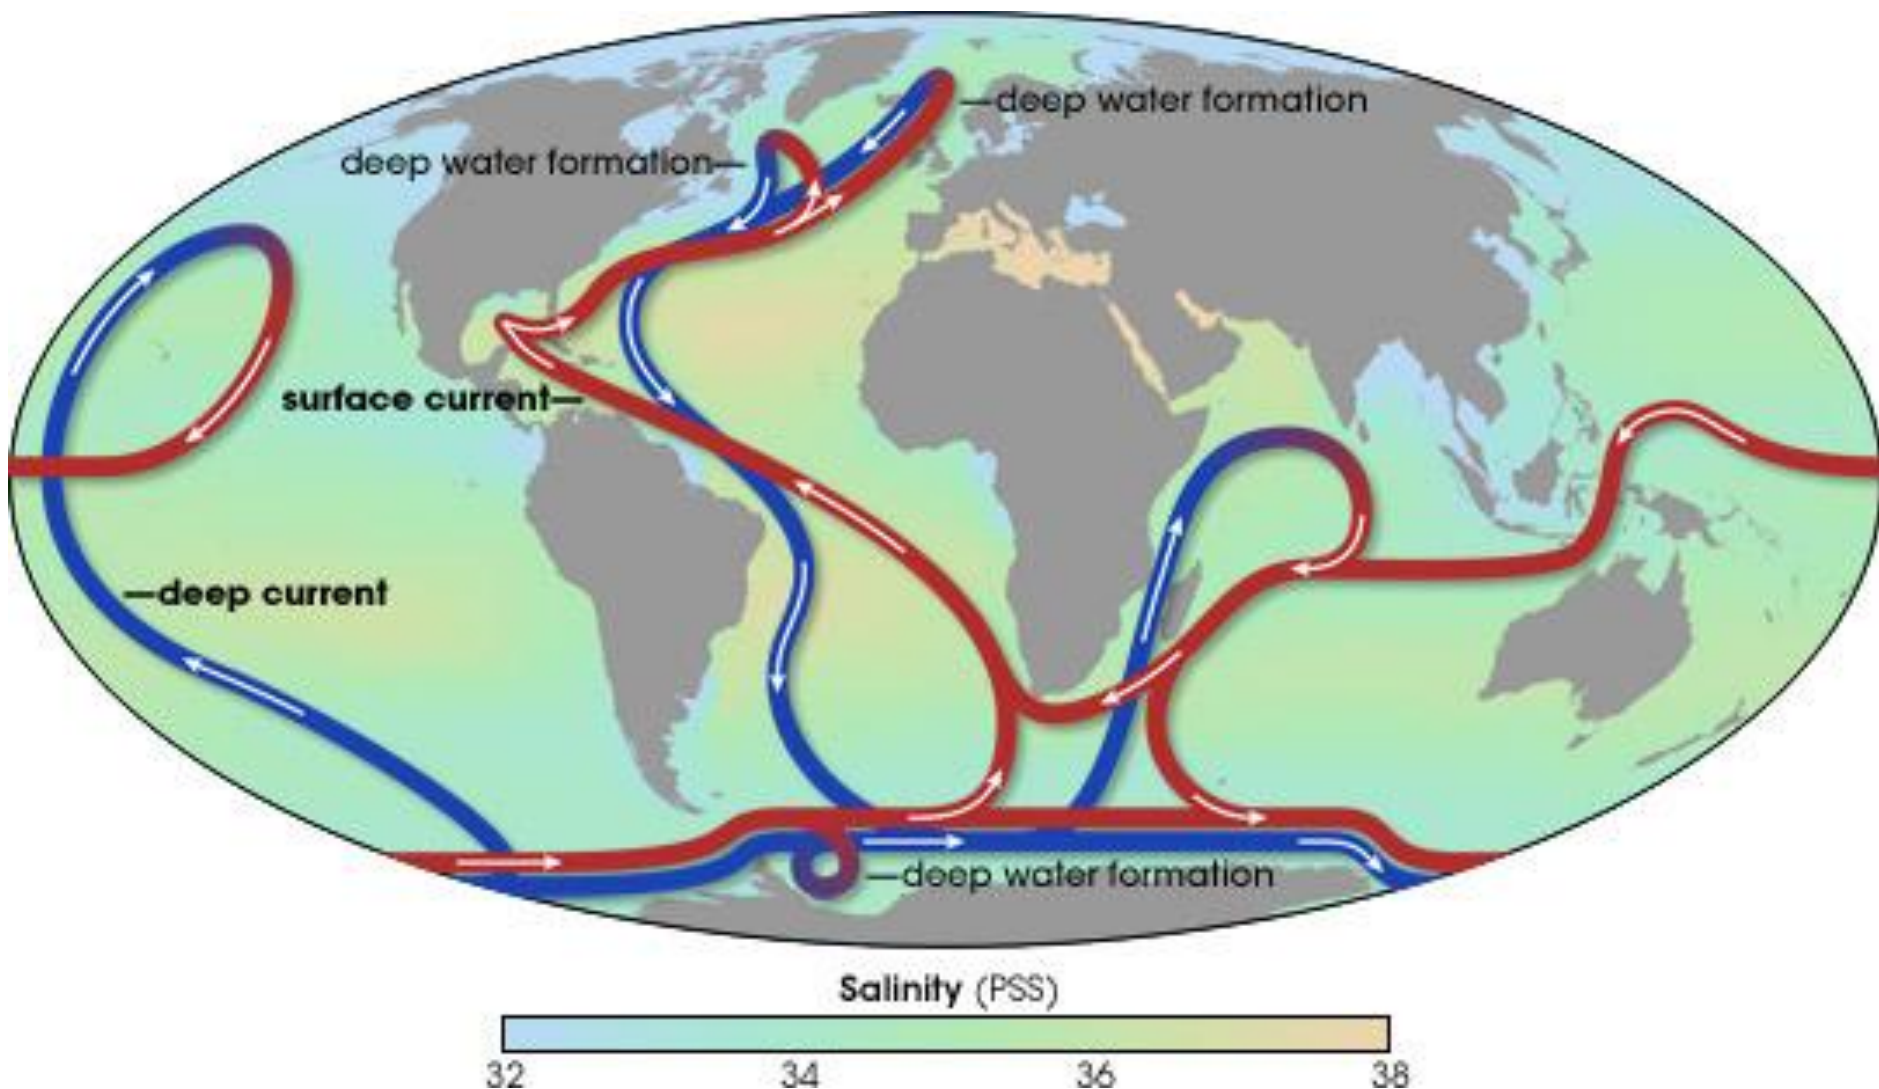 deep water formation
deep water formation
surface current
deep current
deep water formation
Salinity (PSS)
32 34 36 38